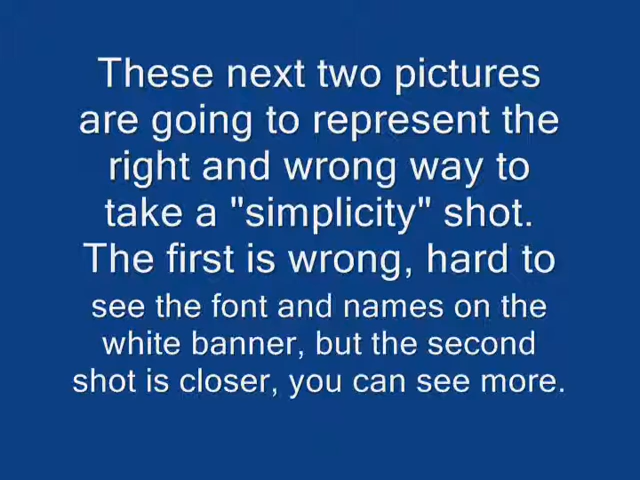 These next two pictures
are going to represent the
right and wrong way to
take a "simplicity" shot.
The first is wrong, hard to
see the font and names on the
white banner, but the second
shot is closer, you can see more.